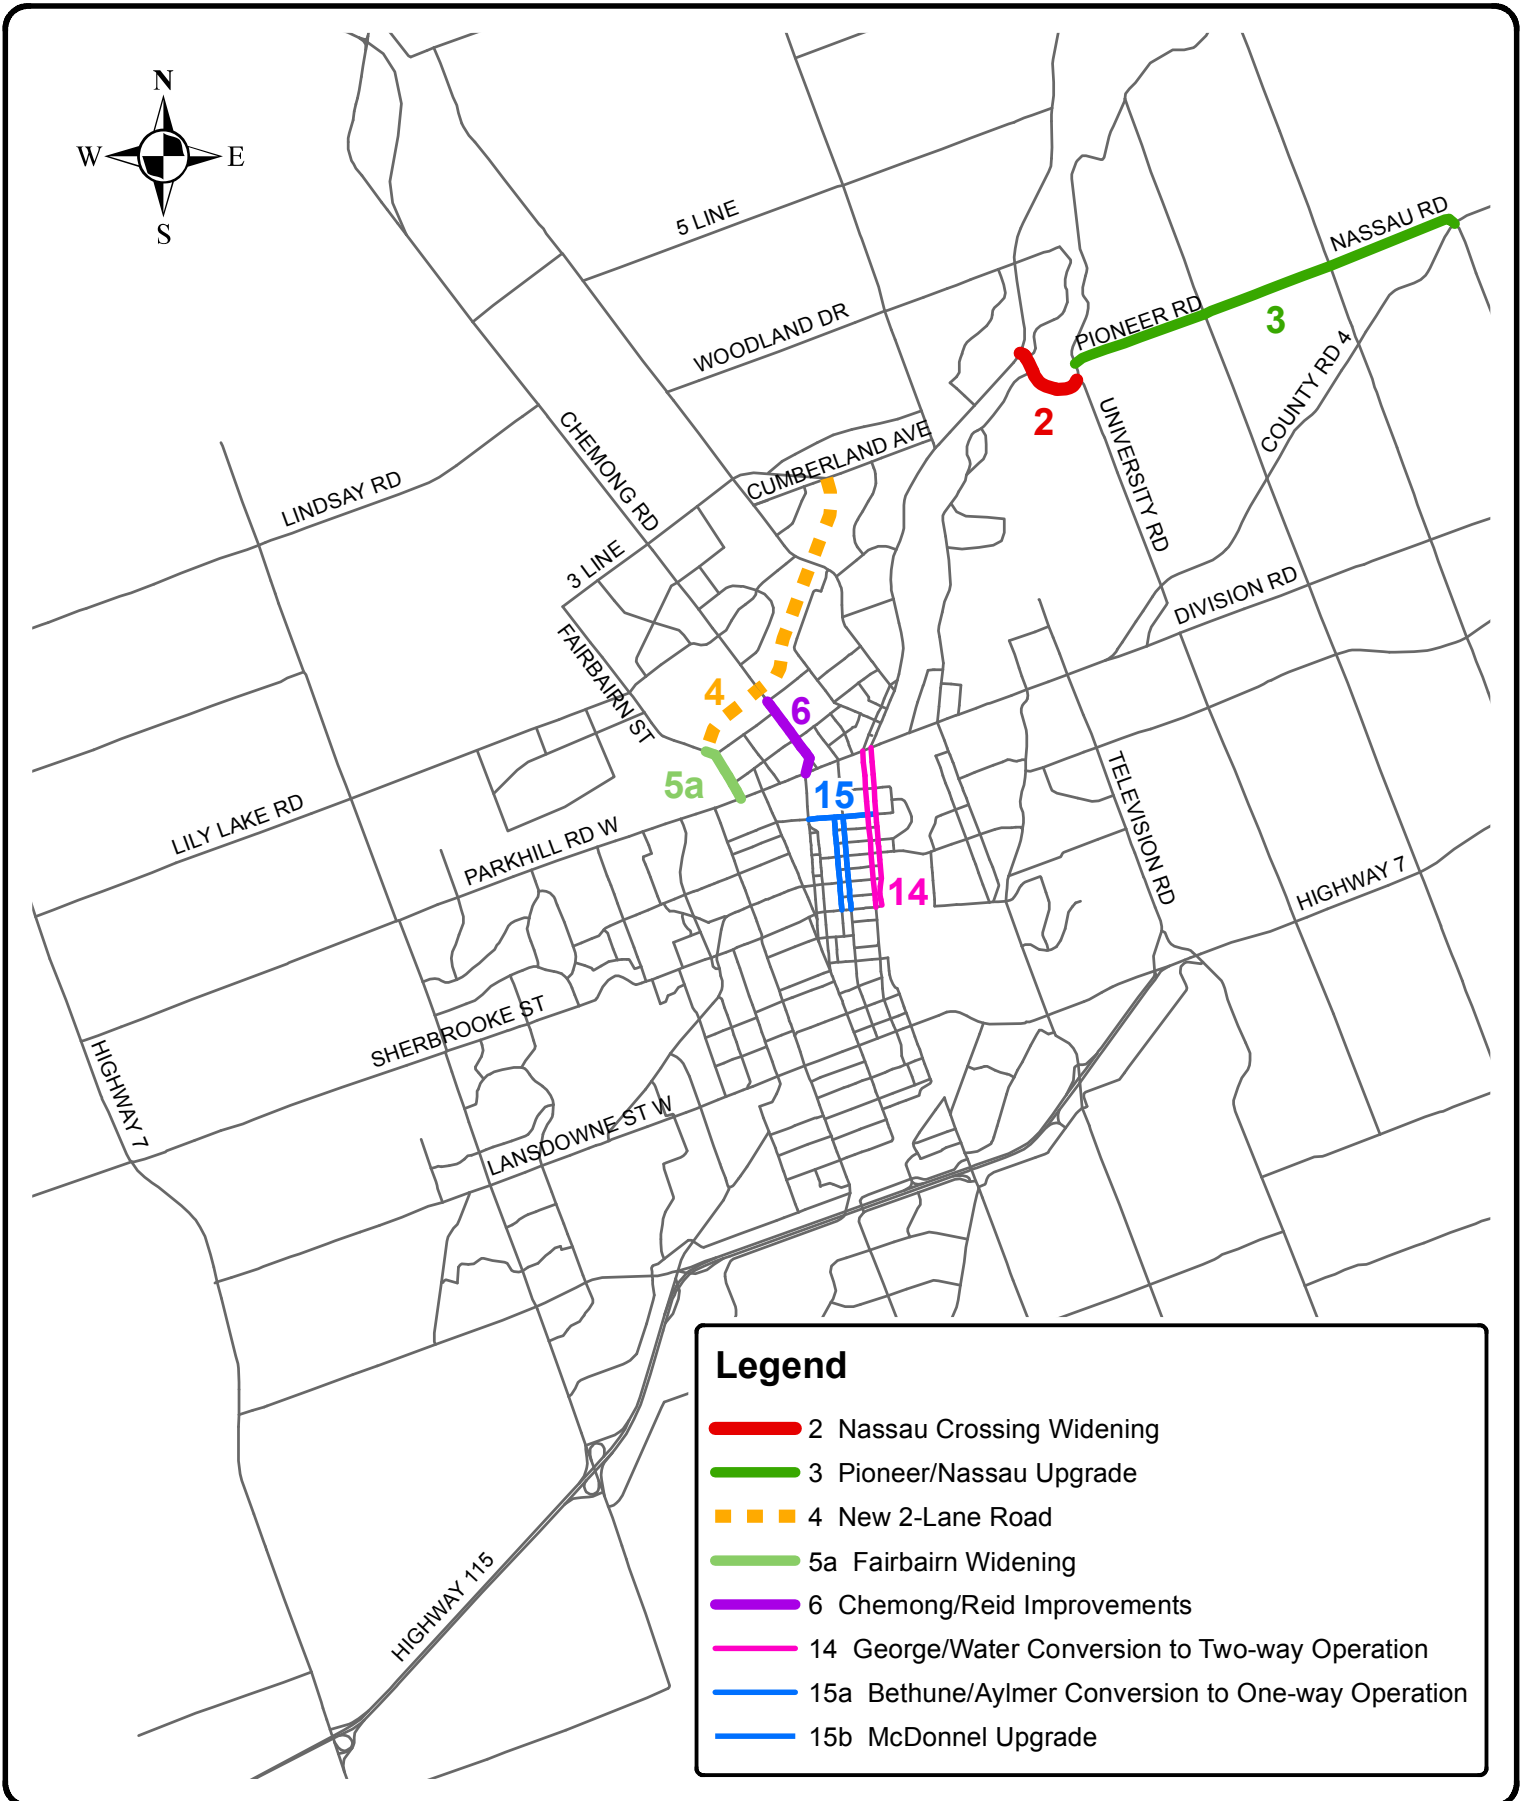 N
W
E
S
5 LINE
NASSAU RD
PIONEER RD
3
WOODLAND DR
COUNTY RD 4
2
CHEMONG RD
CUMBERLAND AVE
UNIVERSITY RD
LINDSAY RD
3 LINE
DIVISION RD
FAIRBAIRN ST
4
6
5a
15
TELEVISION RD
LILY LAKE RD
PARKHILL RD W
14
HIGHWAY 7
SHERBROOKE ST
HIGHWAY 7
LANSDOWNE ST W
HIGHWAY 115
Legend
2 Nassau Crossing Widening
3 Pioneer/Nassau Upgrade
4 New 2-Lane Road
5a Fairbairn Widening
6 Chemong/Reid Improvements
14 George/Water Conversion to Two-way Operation
15a Bethune/Aylmer Conversion to One-way Operation
15b McDonnel Upgrade